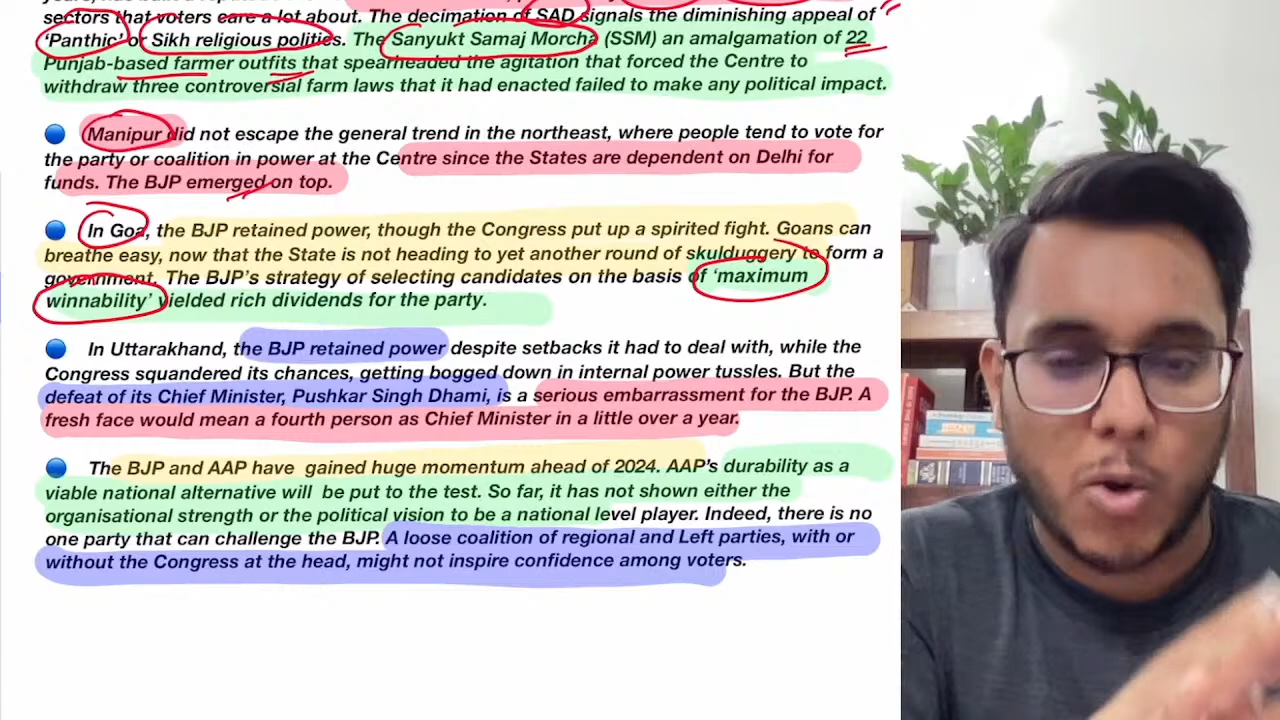 sectors that voters care a lot about. The decimation of SAD signals the diminishing appeal of
‘Panthic’ or Sikh religious politics. The Sanyukt Samaj Morcha (SSM) an amalgamation of 22
Punjab-based farmer outfits that spearheaded the agitation that forced the Centre to
withdraw three controversial farm laws that it had enacted failed to make any political impact.
Manipur did not escape the general trend in the northeast, where people tend to vote for
the party or coalition in power at the Centre since the States are dependent on Delhi for
funds. The BJP emerged on top.
In Goa, the BJP retained power, though the Congress put up a spirited fight. Goans can
breathe easy, now that the State is not heading to yet another round of skulduggery to form a
government. The BJP’s strategy of selecting candidates on the basis of ‘maximum
winnability’ yielded rich dividends for the party.
In Uttarakhand, the BJP retained power despite setbacks it had to deal with, while the
Congress squandered its chances, getting bogged down in internal power tussles. But the
defeat of its Chief Minister, Pushkar Singh Dhami, is a serious embarrassment for the BJP. A
fresh face would mean a fourth person as Chief Minister in a little over a year.
The BJP and AAP have gained huge momentum ahead of 2024. AAP’s durability as a
viable national alternative will be put to the test. So far, it has not shown either the
organisational strength or the political vision to be a national level player. Indeed, there is no
one party that can challenge the BJP. A loose coalition of regional and Left parties, with or
without the Congress at the head, might not inspire confidence among voters.